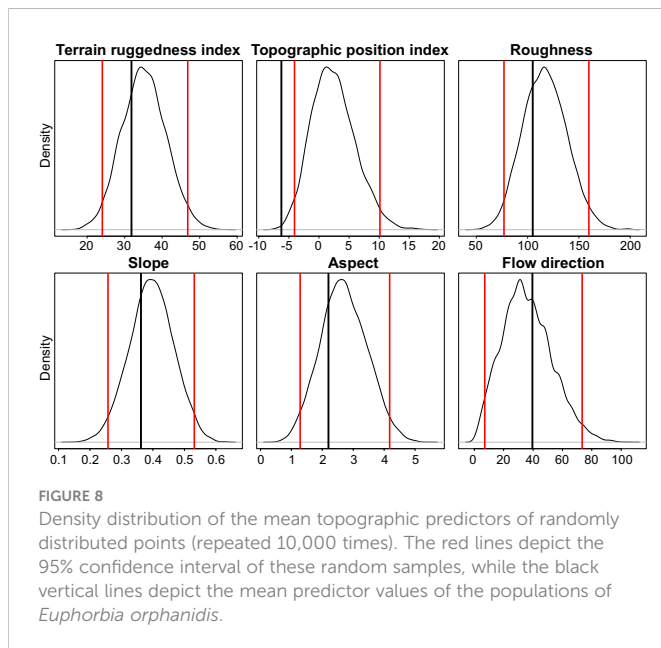 Terrain ruggedness index Topographic position index Roughness
Density
20 30 40 50 60 -10 -5 0 5 10 15 20 50 100 150 200
Slope Aspect Flow direction
Density
0.1 0.2 0.3 0.4 0.5 0.6 0 1 2 3 4 5 0 20 40 60 80 100
FIGURE 8
Density distribution of the mean topographic predictors of randomly
distributed points (repeated 10,000 times). The red lines depict the
95% confidence interval of these random samples, while the black
vertical lines depict the mean predictor values of the populations of
Euphorbia orphanidis.